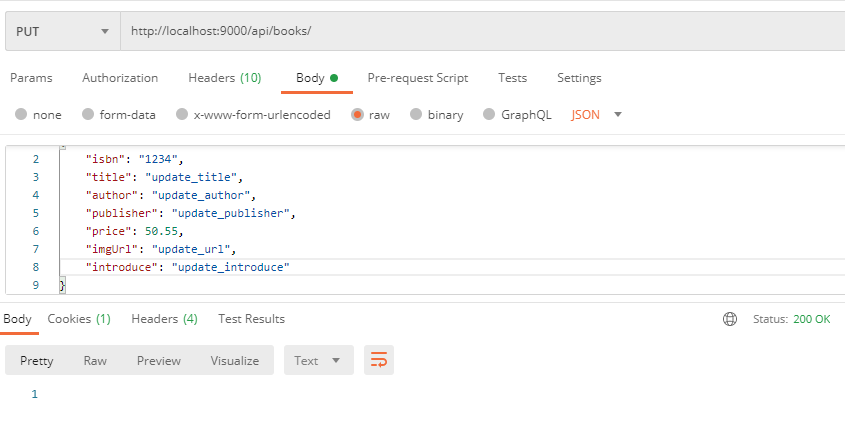 PUT http://localhost:9000/api/books/
Params Authorization Headers (10) Body Pre-request Script Tests Settings
none form-data x-www-form-urlencoded raw binary GraphQL JSON
2 "isbn": "1234",
3 "title": "update_title",
4 "author": "update_author",
5 "publisher": "update_publisher",
6 "price": 50.55,
7 "imgUrl": "update_url",
8 "introduce": "update_introduce"
9 }
Body Cookies (1) Headers (4) Test Results Status: 200 OK
Pretty Raw Preview Visualize Text
1